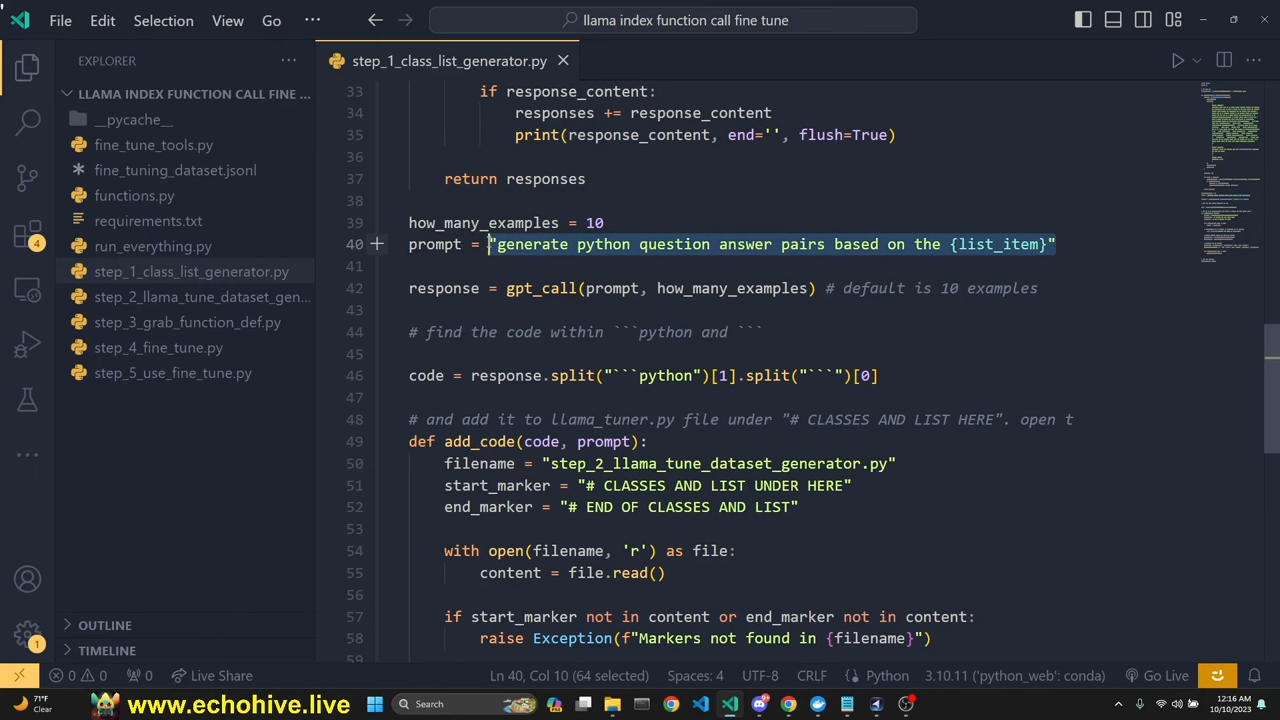 File Edit Selection View Go ··· llama index function call fine tune
EXPLORER ···
step_1_class_list_generator.py
LLAMA INDEX FUNCTION CALL FINE ...
__pycache__
fine_tune_tools.py
fine_tuning_dataset.jsonl
functions.py
requirements.txt
run_everything.py
step_1_class_list_generator.py
step_2_llama_tune_dataset_gen...
step_3_grab_function_def.py
step_4_fine_tune.py
step_5_use_fine_tune.py
OUTLINE
TIMELINE
4
1
33 if response_content:
34 responses += response_content
35 print(response_content, end='', flush=True)
36
37 return responses
38
39 how_many_examples = 10
40 prompt = "generate python question answer pairs based on the {list_item}"
41
42 response = gpt_call(prompt, how_many_examples) # default is 10 examples
43
44 # find the code within ```python and ```
45
46 code = response.split("```python")[1].split("```")[0]
47
48 # and add it to llama_tuner.py file under "# CLASSES AND LIST HERE". open t
49 def add_code(code, prompt):
50 filename = "step_2_llama_tune_dataset_generator.py"
51 start_marker = "# CLASSES AND LIST UNDER HERE"
52 end_marker = "# END OF CLASSES AND LIST"
53
54 with open(filename, 'r') as file:
55 content = file.read()
56
57 if start_marker not in content or end_marker not in content:
58 raise Exception(f"Markers not found in {filename}")
59
0 0 0 Live Share Ln 40, Col 10 (64 selected) Spaces: 4 UTF-8 CRLF Python 3.10.11 ('python_web': conda) Go Live
71°F
Clear
www.echohive.live
Search
12:16 AM
10/10/2023